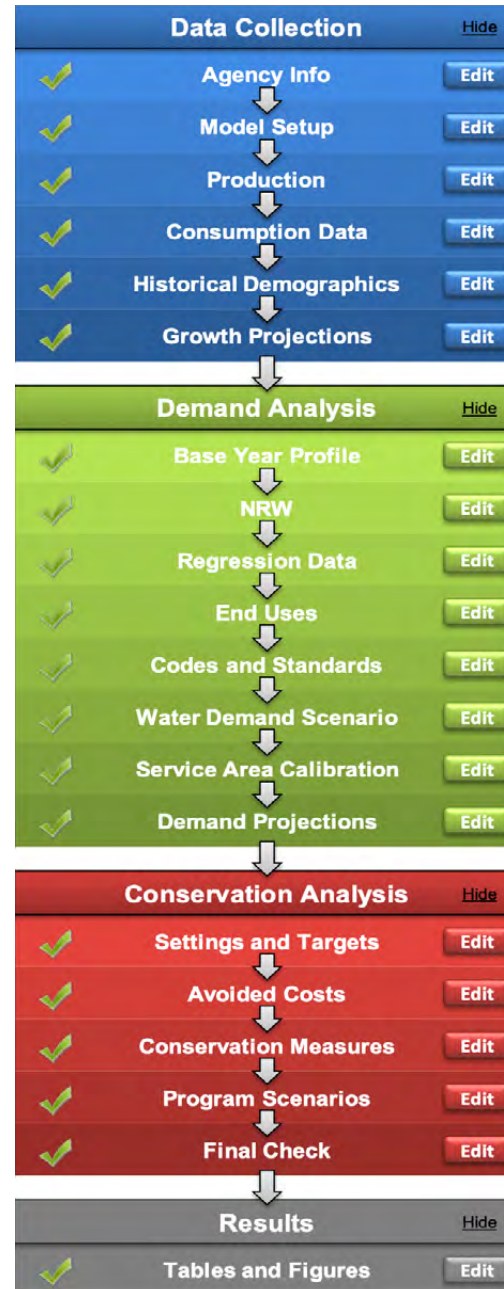 Data Collection Hide
Agency Info Edit
Model Setup Edit
Production Edit
Consumption Data Edit
Historical Demographics Edit
Growth Projections Edit
Demand Analysis Hide
Base Year Profile Edit
NRW Edit
Regression Data Edit
End Uses Edit
Codes and Standards Edit
Water Demand Scenario Edit
Service Area Calibration Edit
Demand Projections Edit
Conservation Analysis Hide
Settings and Targets Edit
Avoided Costs Edit
Conservation Measures Edit
Program Scenarios Edit
Final Check Edit
Results Hide
Tables and Figures Edit